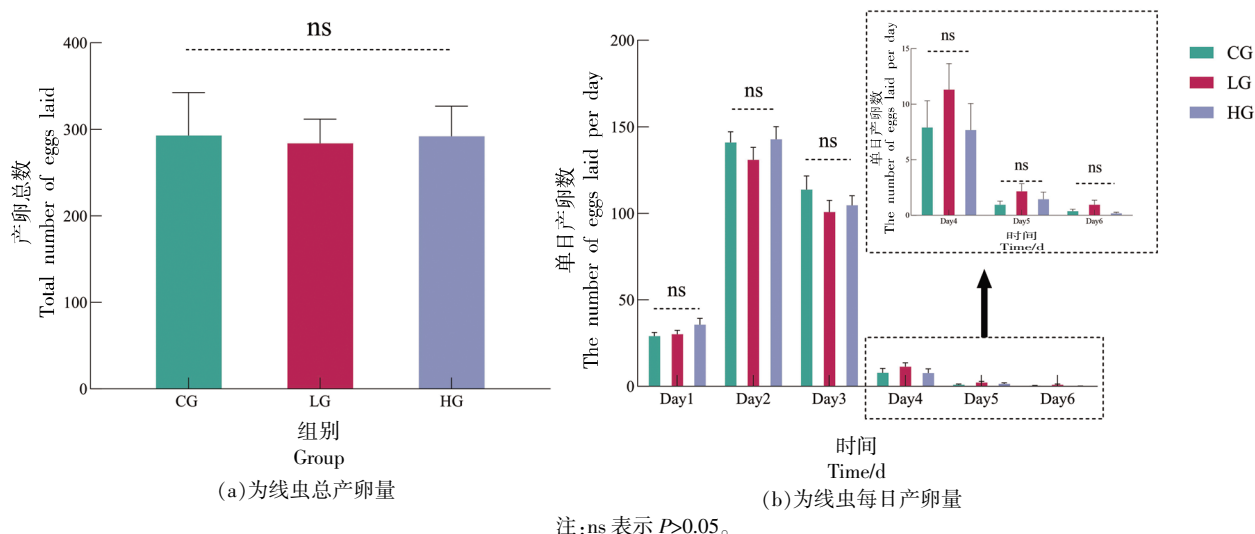 ns
400
300
200
100
0
产卵总数
Total number of eggs laid
CG
LG
HG
组别
Group
(a)为线虫总产卵量
200
150
100
50
0
单日产卵数
The number of eggs laid per day
ns
ns
ns
Day1
Day2
Day3
Day4
Day5
Day6
时间
Time/d
(b)为线虫每日产卵量
15
10
5
0
单日产卵数
The number of eggs laid per day
ns
ns
ns
Day4
Day5
Day6
时间
Time/d
CG
LG
HG
注:ns 表示 P>0.05。